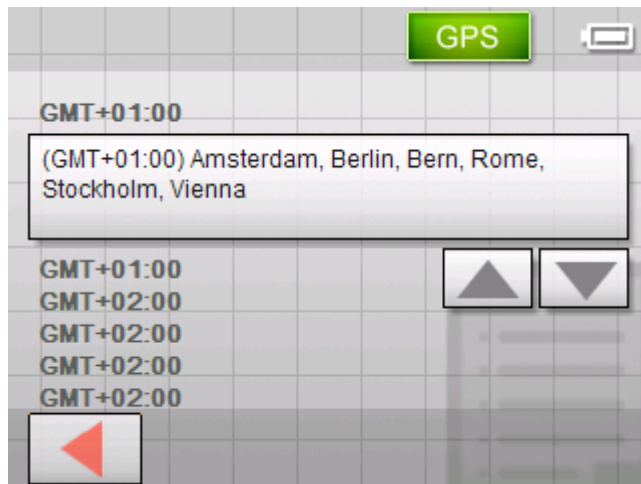 GPS
GMT+01:00
(GMT+01:00) Amsterdam, Berlin, Bern, Rome,
Stockholm, Vienna
GMT+01:00
GMT+02:00
GMT+02:00
GMT+02:00
GMT+02:00